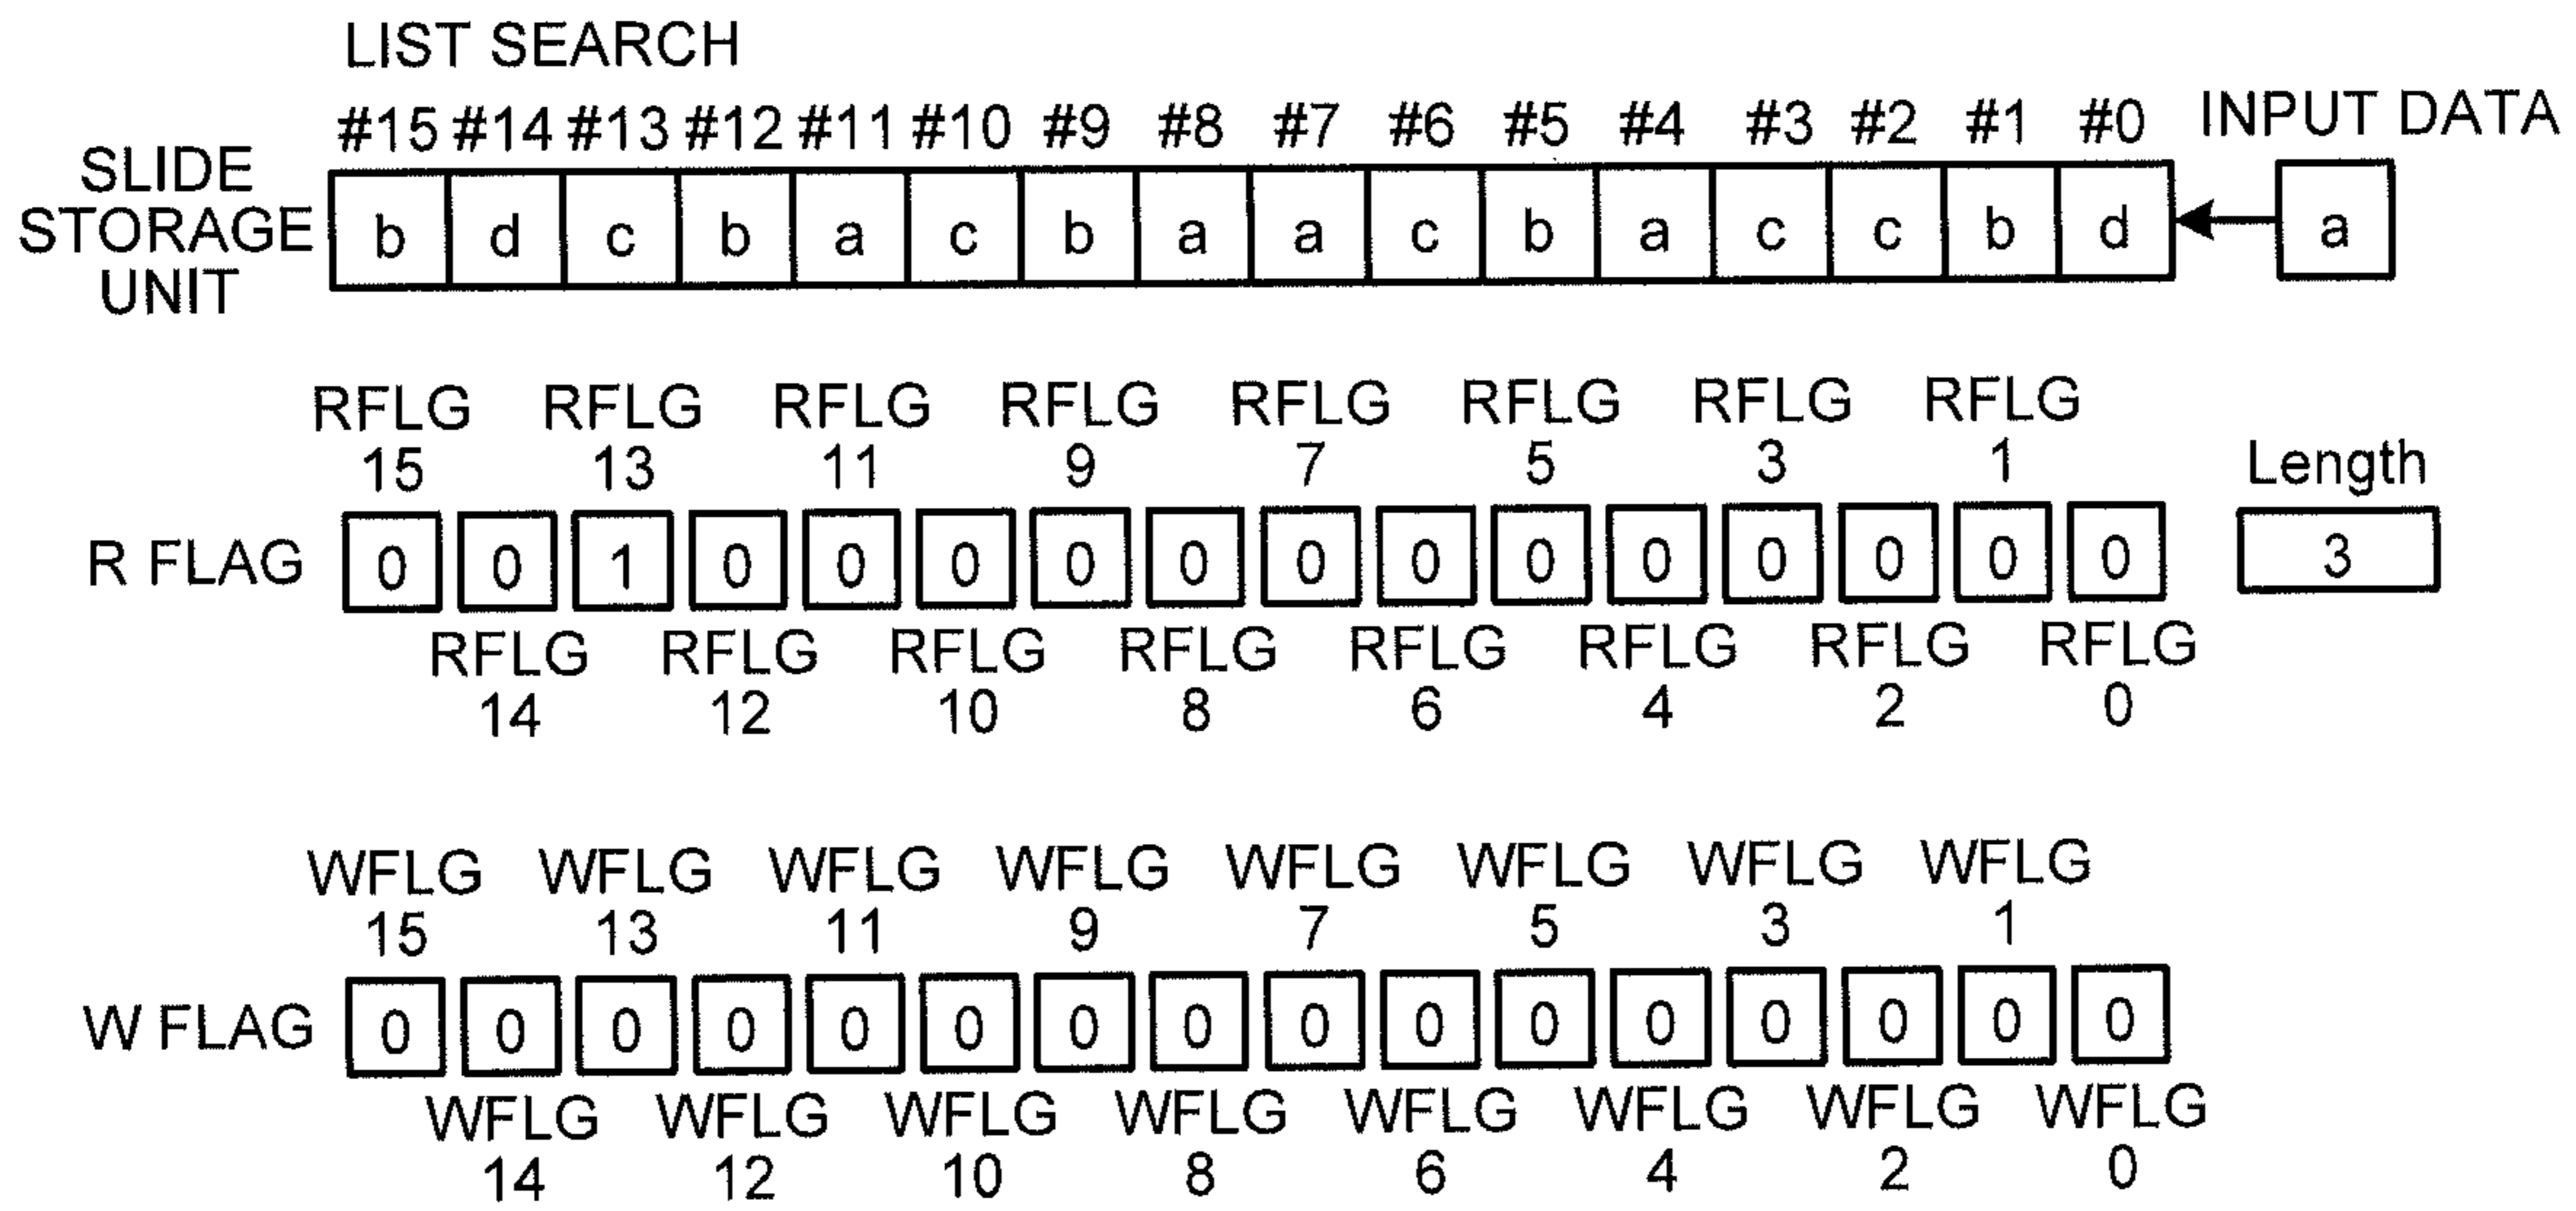 LIST SEARCH
#15 #14 #13 #12 #11 #10 #9 #8 #7 #6 #5 #4 #3 #2 #1 #0 INPUT DATA
SLIDE
STORAGE
UNIT
b d c b a c b a a c b a c c b d a
RFLG RFLG RFLG RFLG RFLG RFLG RFLG RFLG
15 13 11 9 7 5 3 1 Length
R FLAG 0 0 1 0 0 0 0 0 0 0 0 0 0 0 0 0 3
RFLG RFLG RFLG RFLG RFLG RFLG RFLG RFLG
14 12 10 8 6 4 2 0
WFLG WFLG WFLG WFLG WFLG WFLG WFLG WFLG
15 13 11 9 7 5 3 1
W FLAG 0 0 0 0 0 0 0 0 0 0 0 0 0 0 0 0
WFLG WFLG WFLG WFLG WFLG WFLG WFLG WFLG
14 12 10 8 6 4 2 0